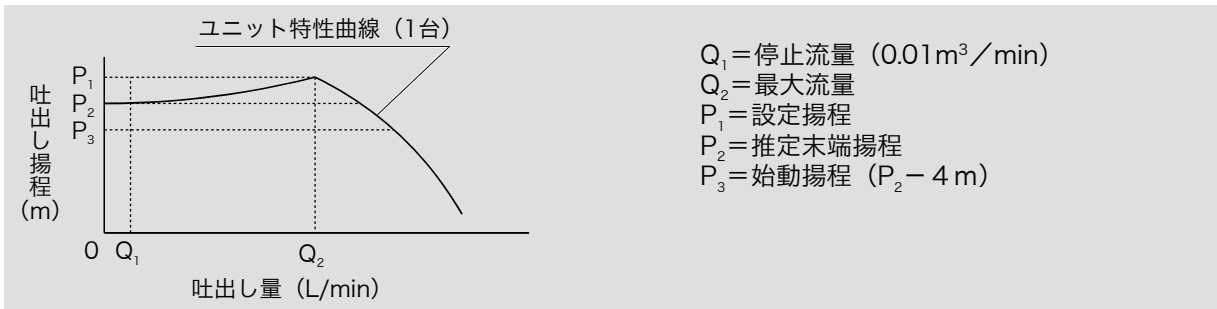 ユニット特性曲線（1台）
P₁
P₂
P₃
吐出し揚程（m）
0
Q₁
Q₂
吐出し量（L/min）
Q₁＝停止流量（0.01m³／min）
Q₂＝最大流量
P₁＝設定揚程
P₂＝推定末端揚程
P₃＝始動揚程（P₂－4 m）